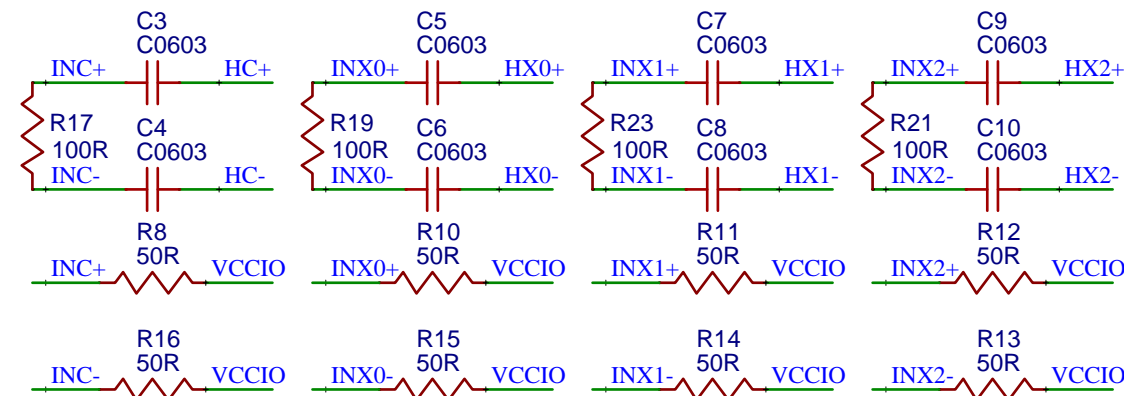 C3 C5 C7 C9
C0603 C0603 C0603 C0603
INC+ HC+ INX0+ HX0+ INX1+ HX1+ INX2+ HX2+
R17 C4 R19 C6 R23 C8 R21 C10
100R C0603 100R C0603 100R C0603 100R C0603
INC- HC- INX0- HX0- INX1- HX1- INX2- HX2-
R8 R10 R11 R12
50R 50R 50R 50R
INC+ VCCIO INX0+ VCCIO INX1+ VCCIO INX2+ VCCIO
R16 R15 R14 R13
50R 50R 50R 50R
INC- VCCIO INX0- VCCIO INX1- VCCIO INX2- VCCIO